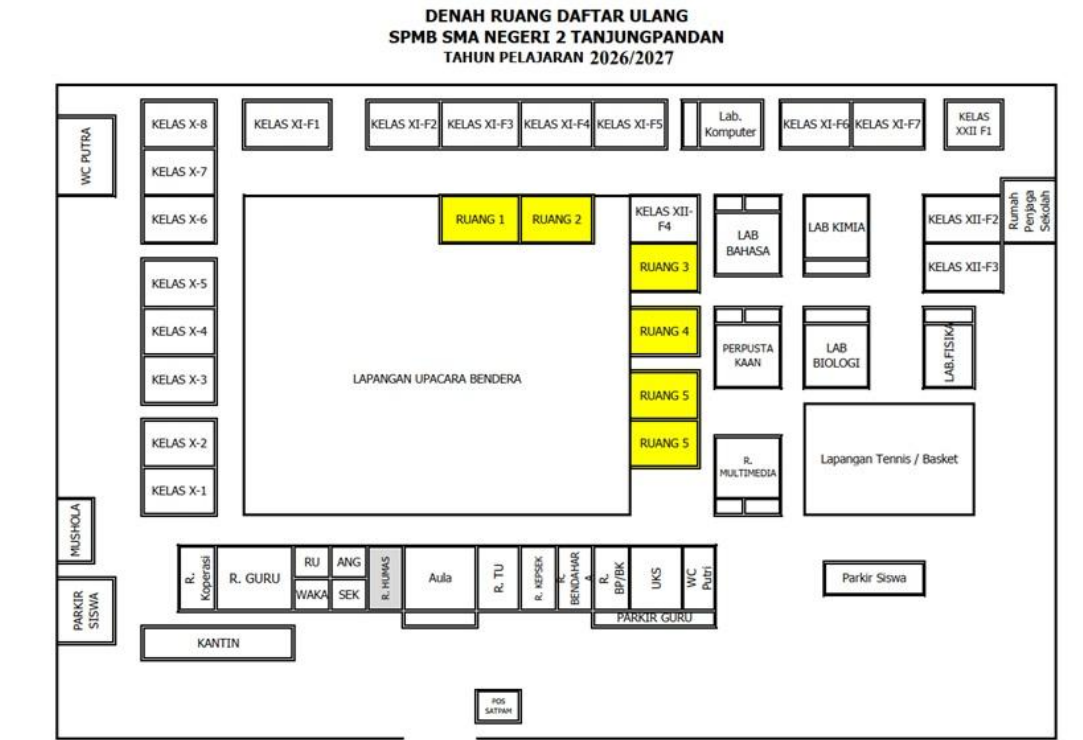 DENAH RUANG DAFTAR ULANG
SPMB SMA NEGERI 2 TANJUNGPANDAN
TAHUN PELAJARAN 2026/2027
WC PUTRA
KELAS X-8
KELAS XI-F1
KELAS XI-F2
KELAS XI-F3
KELAS XI-F4
KELAS XI-F5
Lab.
Komputer
KELAS XI-F6
KELAS XI-F7
KELAS
XXII F1
KELAS X-7
KELAS X-6
RUANG 1
RUANG 2
KELAS XII-
F4
LAB
BAHASA
LAB KIMIA
KELAS XII-F2
Rumah
Penjaga
Sekolah
KELAS X-5
RUANG 3
KELAS XII-F3
KELAS X-4
RUANG 4
PERPUSTA
KAAN
LAB
BIOLOGI
LAB.FISIKA
KELAS X-3
LAPANGAN UPACARA BENDERA
RUANG 5
KELAS X-2
RUANG 5
R.
MULTIMEDIA
Lapangan Tennis / Basket
KELAS X-1
MUSHOLA
R.
Koperasi
R. GURU
RU
ANG
WAKA
SEK
R. HUMAS
Aula
R. TU
R. KEPSEK
R.
BENDAHAR
A
R.
BP/BK
UKS
WC
Putri
Parkir Siswa
PARKIR
SISWA
PARKIR GURU
KANTIN
POS
SATPAM